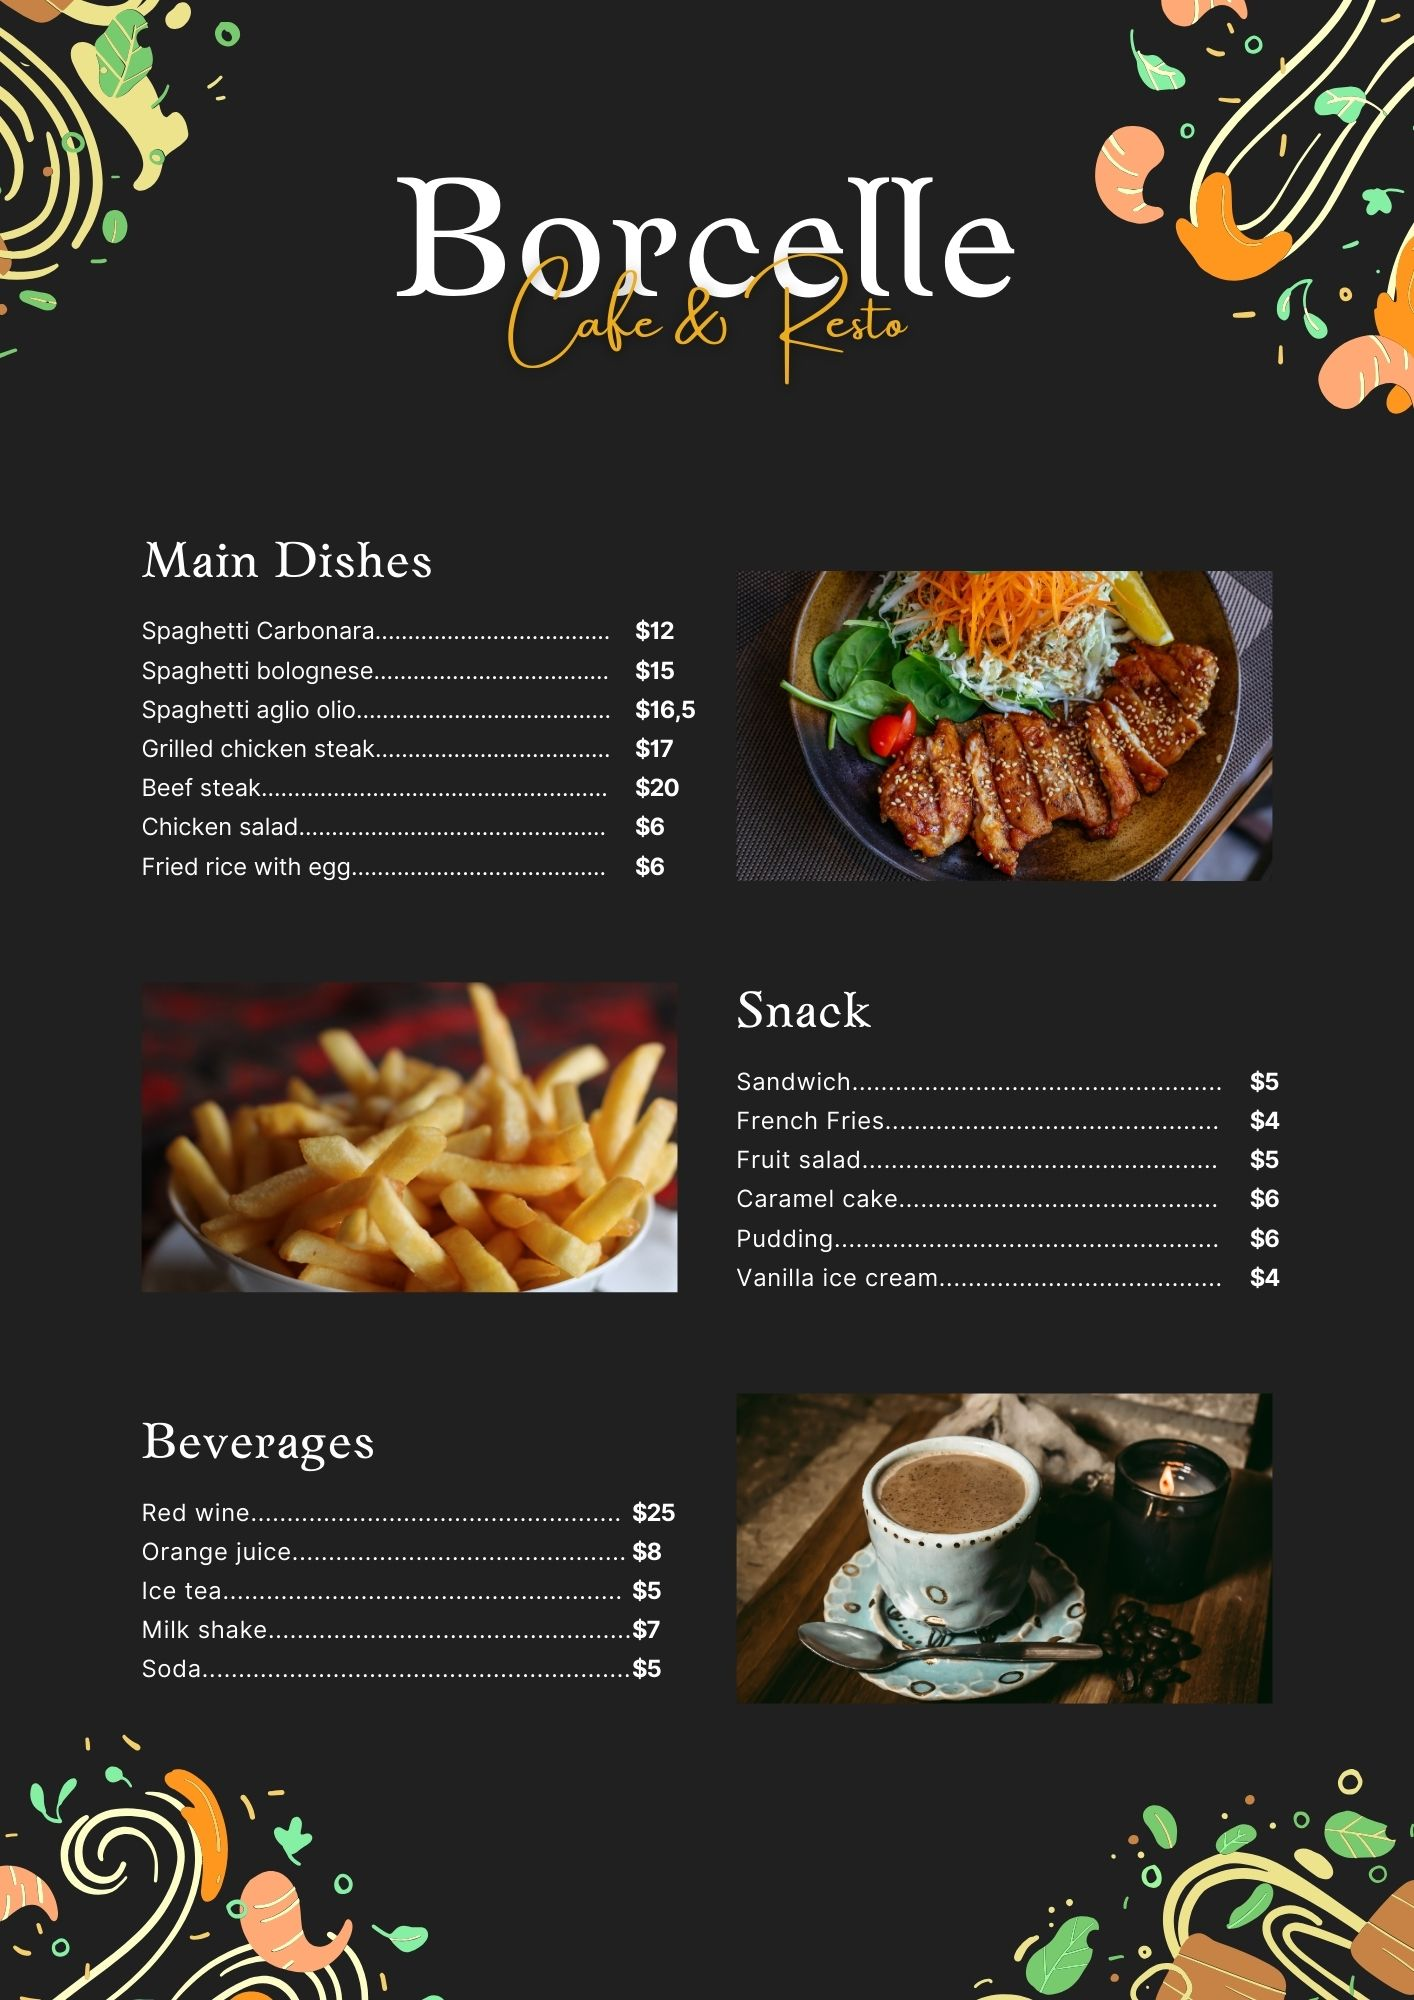 Borcelle
Cafe & Resto
Main Dishes
Spaghetti Carbonara.................................... $12
Spaghetti bolognese.................................... $15
Spaghetti aglio olio....................................... $16,5
Grilled chicken steak.................................... $17
Beef steak..................................................... $20
Chicken salad............................................... $6
Fried rice with egg....................................... $6
Snack
Sandwich................................................... $5
French Fries.............................................. $4
Fruit salad................................................. $5
Caramel cake............................................ $6
Pudding..................................................... $6
Vanilla ice cream....................................... $4
Beverages
Red wine................................................... $25
Orange juice.............................................. $8
Ice tea....................................................... $5
Milk shake..................................................$7
Soda...........................................................$5